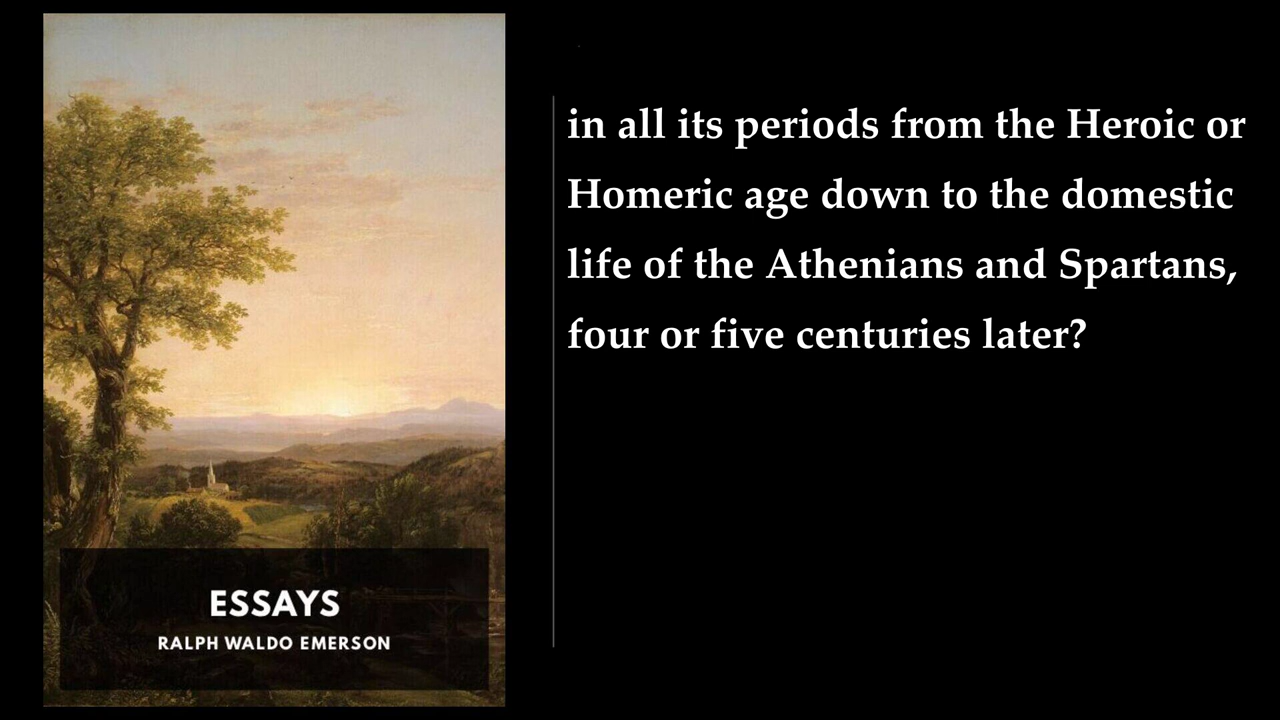 in all its periods from the Heroic or
Homeric age down to the domestic
life of the Athenians and Spartans,
four or five centuries later?
ESSAYS
RALPH WALDO EMERSON